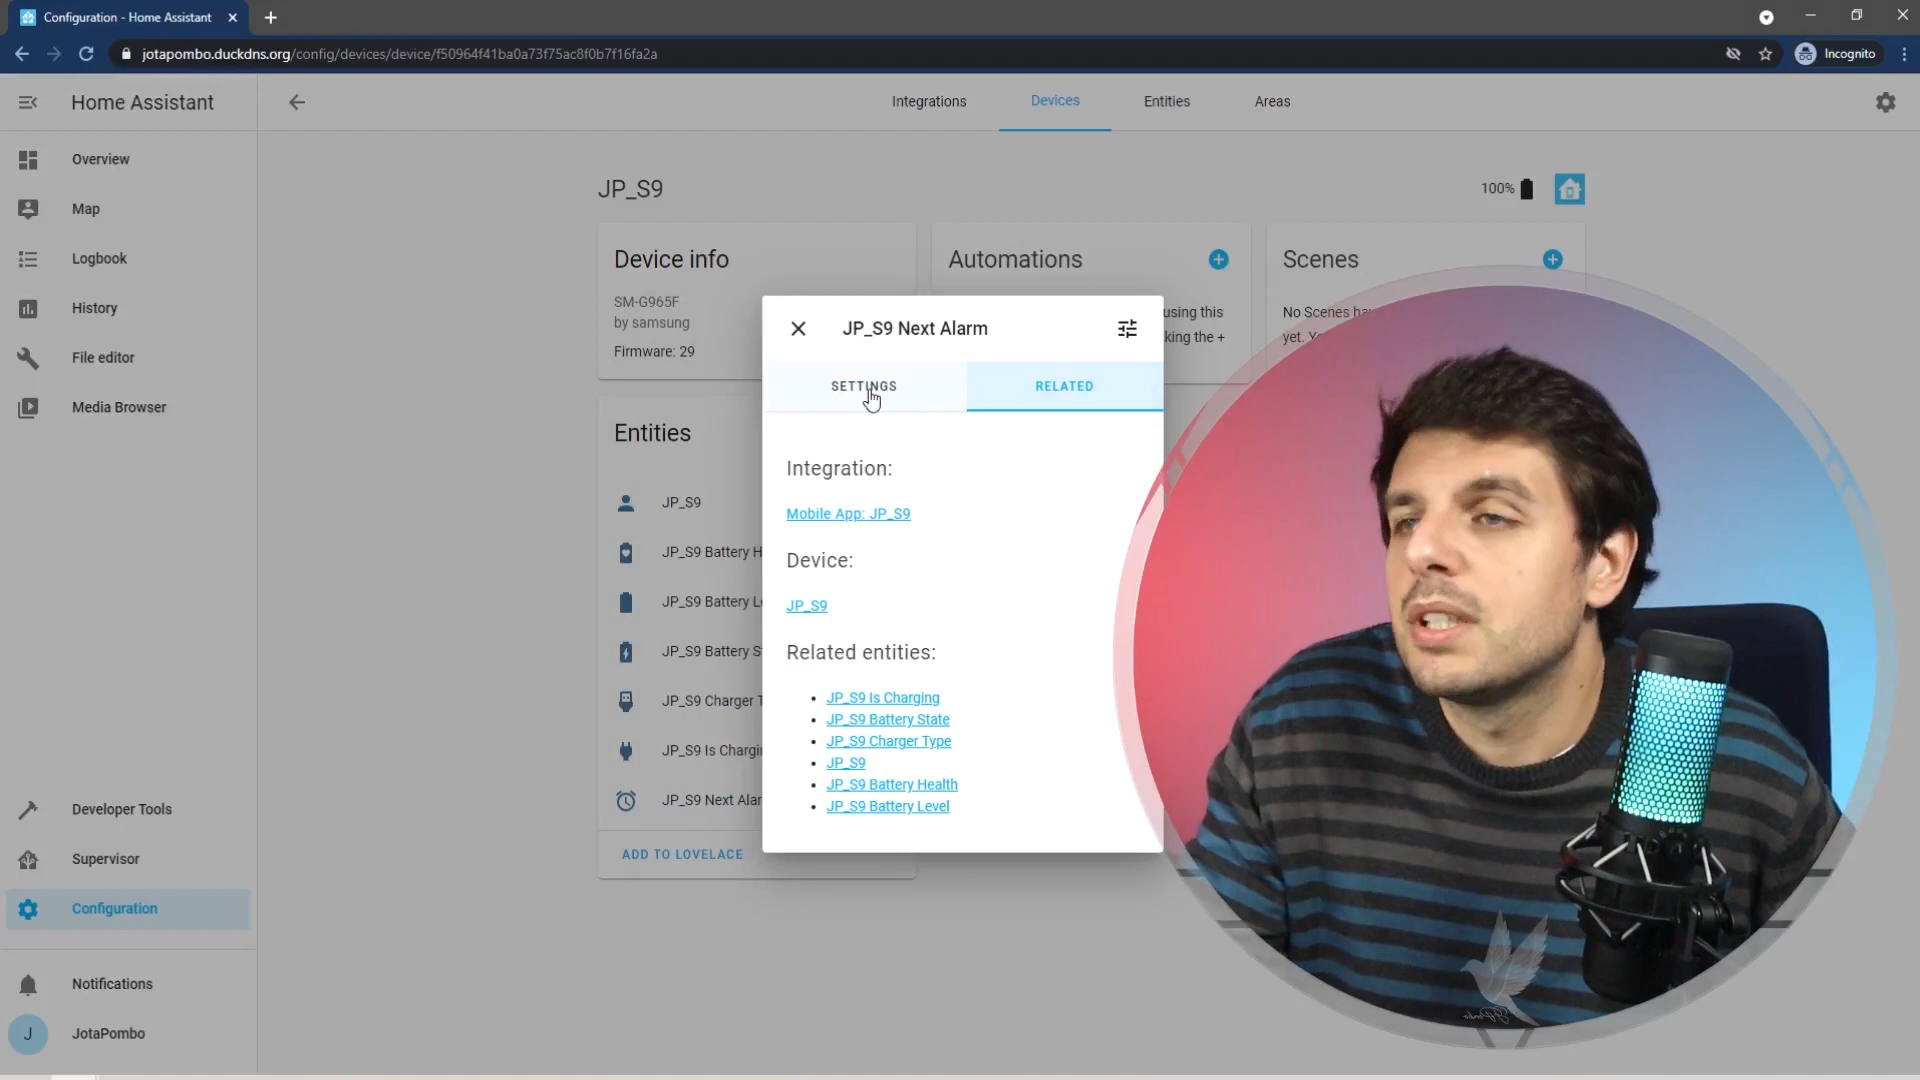 Configuration - Home Assistant
jotapombo.duckdns.org/config/devices/device/f50964f41ba0a73f75ac8f0b7f16fa2a
Incognito
Home Assistant
Integrations
Devices
Entities
Areas
Overview
Map
Logbook
History
File editor
Media Browser
Developer Tools
Supervisor
Configuration
Notifications
J
JotaPombo
JP_S9
100%
Device info
SM-G965F
by samsung
Firmware: 29
Automations
using this
king the +
Scenes
No Scenes ha
yet. Y
Entities
JP_S9
JP_S9 Battery H
JP_S9 Battery L
JP_S9 Battery S
JP_S9 Charger T
JP_S9 Is Chargi
JP_S9 Next Alar
ADD TO LOVELACE
JP_S9 Next Alarm
SETTINGS
RELATED
Integration:
Mobile App: JP_S9
Device:
JP_S9
Related entities:
JP_S9 Is Charging
JP_S9 Battery State
JP_S9 Charger Type
JP_S9
JP_S9 Battery Health
JP_S9 Battery Level